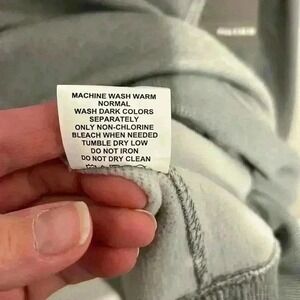 MACHINE WASH WARM
NORMAL
WASH DARK COLORS
SEPARATELY
ONLY NON-CHLORINE
BLEACH WHEN NEEDED
TUMBLE DRY LOW
DO NOT IRON
DO NOT DRY CLEAN